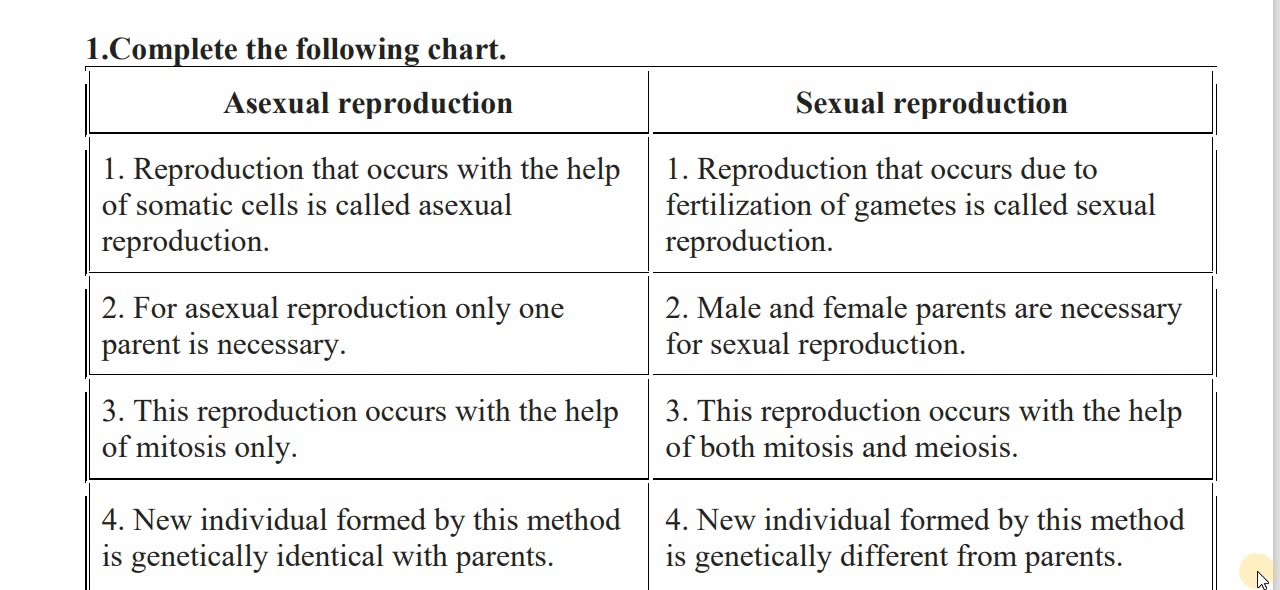 1.Complete the following chart.
Asexual reproduction
Sexual reproduction
1. Reproduction that occurs with the help
of somatic cells is called asexual
reproduction.
1. Reproduction that occurs due to
fertilization of gametes is called sexual
reproduction.
2. For asexual reproduction only one
parent is necessary.
2. Male and female parents are necessary
for sexual reproduction.
3. This reproduction occurs with the help
of mitosis only.
3. This reproduction occurs with the help
of both mitosis and meiosis.
4. New individual formed by this method
is genetically identical with parents.
4. New individual formed by this method
is genetically different from parents.